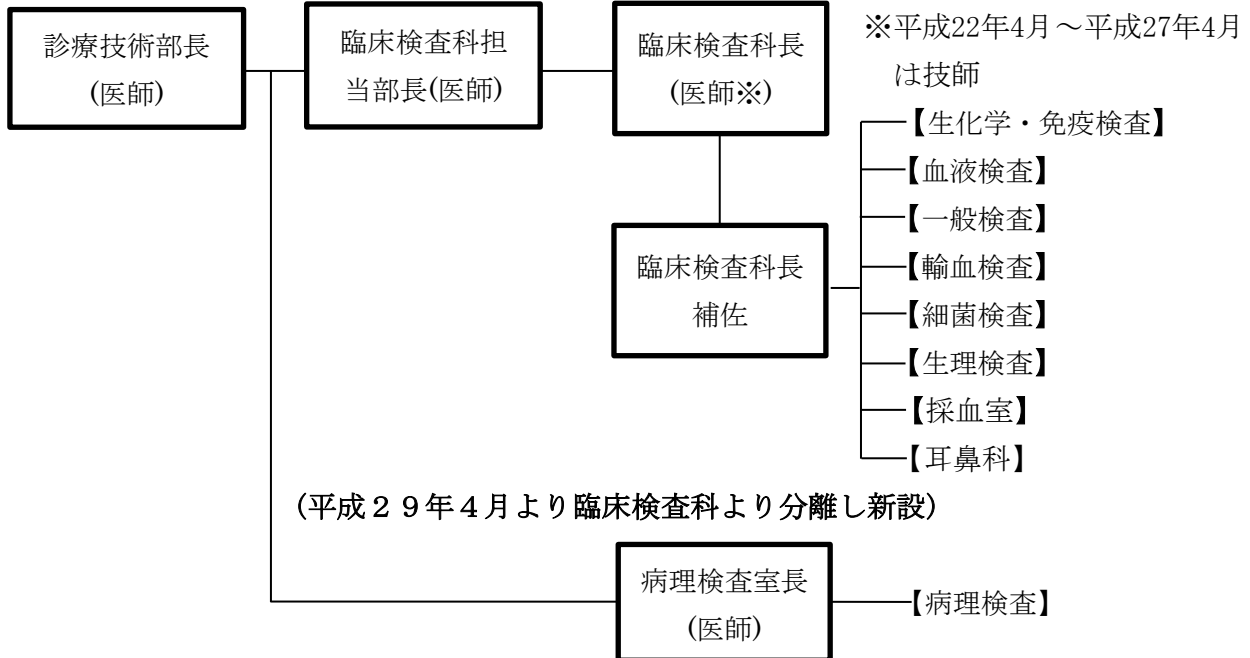 診療技術部長
(医師)
臨床検査科担
当部長(医師)
臨床検査科長
(医師※)
※平成22年4月～平成27年4月
は技師
【生化学・免疫検査】
【血液検査】
【一般検査】
【輸血検査】
【細菌検査】
【生理検査】
【採血室】
【耳鼻科】
臨床検査科長
補佐
(平成２９年４月より臨床検査科より分離し新設)
病理検査室長
(医師)
【病理検査】